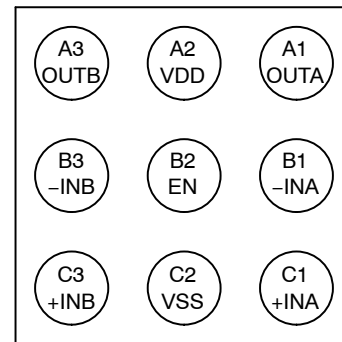 A3
OUTB
A2
VDD
A1
OUTA
B3
−INB
B2
EN
B1
−INA
C3
+INB
C2
VSS
C1
+INA